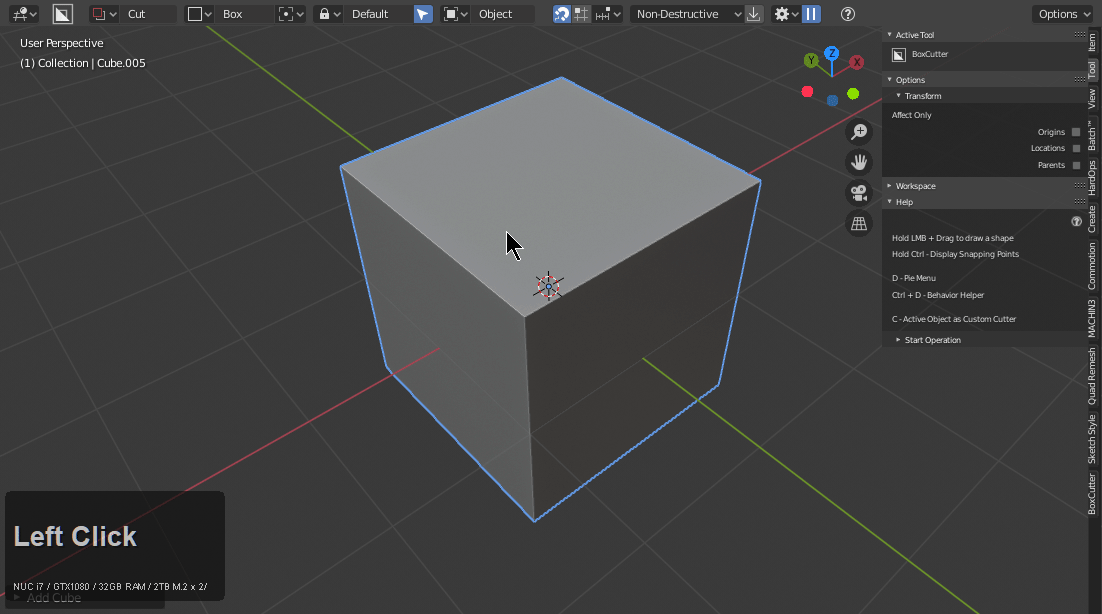 Cut
Box
Default
Object
Non-Destructive
Options
User Perspective
(1) Collection | Cube.005
Z
Y
X
Active Tool
BoxCutter
Options
Transform
Affect Only
Origins
Locations
Parents
Workspace
Help
Hold LMB + Drag to draw a shape
Hold Ctrl - Display Snapping Points
D - Pie Menu
Ctrl + D - Behavior Helper
C - Active Object as Custom Cutter
Start Operation
Item
Tool
View
Batch™
HardOps
Create
Commotion
MACHIN3
Quad Remesh
Sketch Style
BoxCutter
Left Click
NUC i7 / GTX1080 / 32GB RAM / 2TB M.2 x 2/
Add Cube